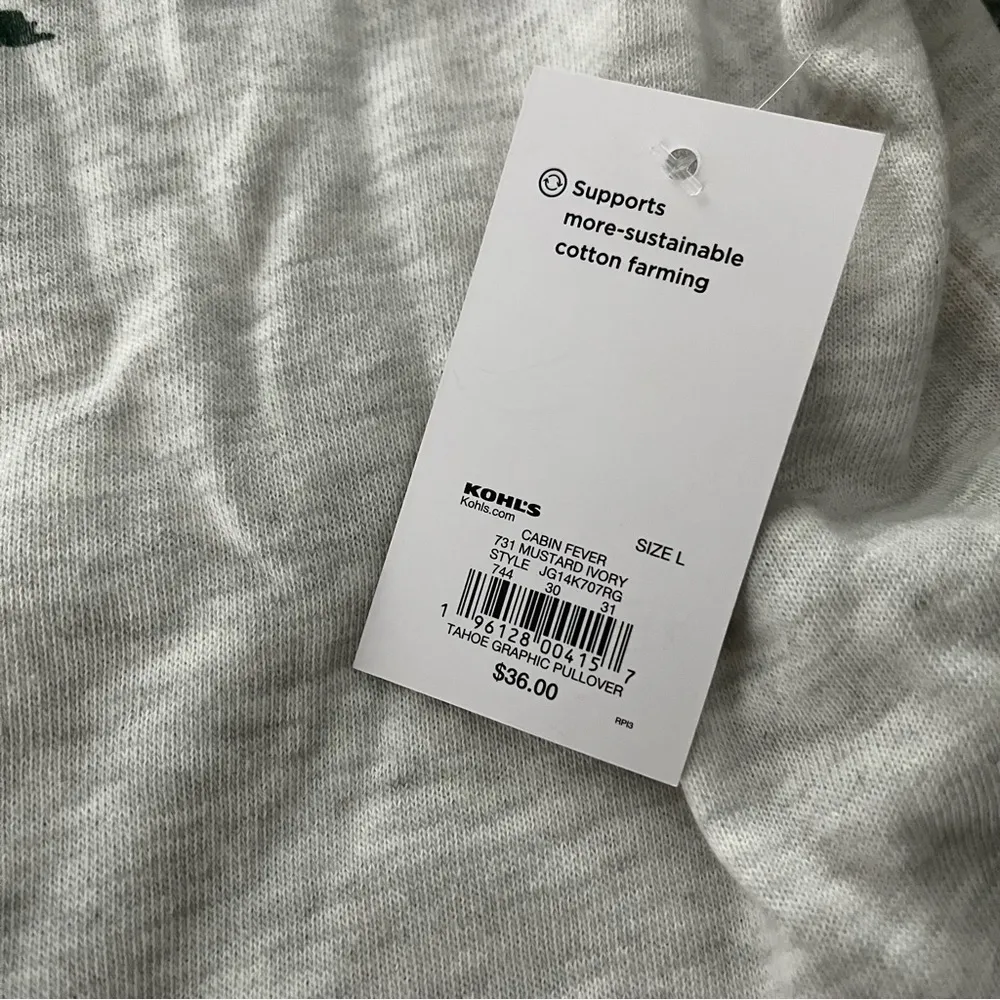 Supports
more-sustainable
cotton farming
KOHL'S
Kohls.com
CABIN FEVER SIZE L
731 MUSTARD IVORY
STYLE JG14K707RG
744 30 31
1 96128 00415 7
TAHOE GRAPHIC PULLOVER
$36.00
RPI3